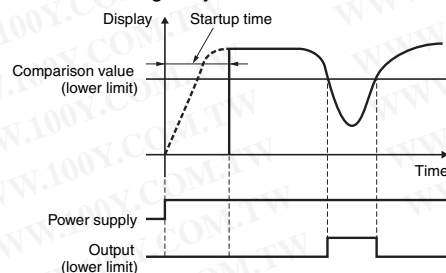 Display
Startup time
Comparison value
(lower limit)
Time
Power supply
Output
(lower limit)
WWW.100Y.COM.TW